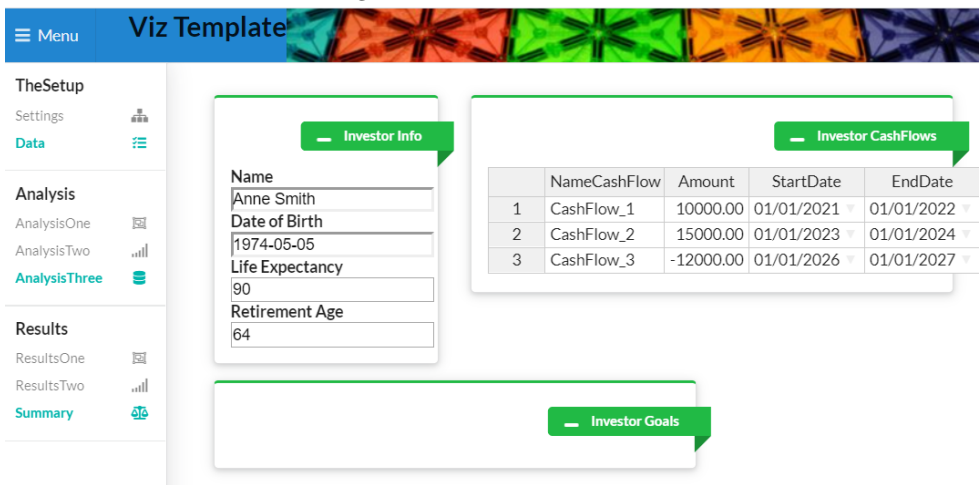 Menu
Viz Template
TheSetup
Settings
Data
Analysis
AnalysisOne
AnalysisTwo
AnalysisThree
Results
ResultsOne
ResultsTwo
Summary
Investor Info
Name
Anne Smith
Date of Birth
1974-05-05
Life Expectancy
90
Retirement Age
64
Investor CashFlows
NameCashFlow Amount StartDate EndDate
1 CashFlow_1 10000.00 01/01/2021 01/01/2022
2 CashFlow_2 15000.00 01/01/2023 01/01/2024
3 CashFlow_3 -12000.00 01/01/2026 01/01/2027
Investor Goals